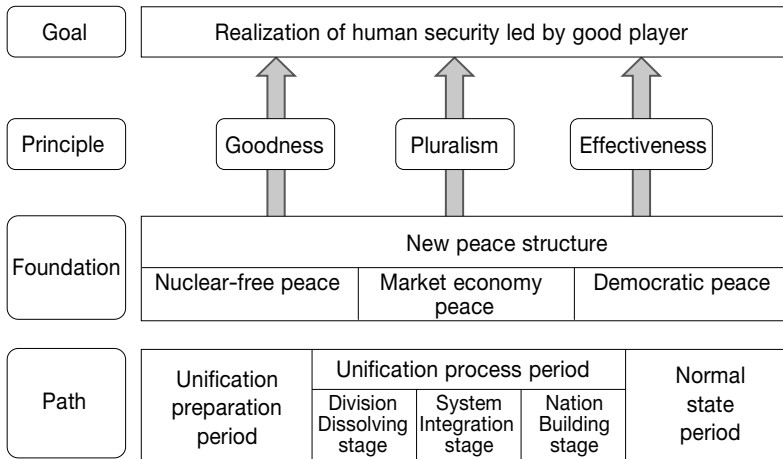 Goal
Realization of human security led by good player
Principle
Goodness
Pluralism
Effectiveness
Foundation
New peace structure
Nuclear-free peace
Market economy
peace
Democratic peace
Path
Unification
preparation
period
Unification process period
Division
Dissolving
stage
System
Integration
stage
Nation
Building
stage
Normal
state
period